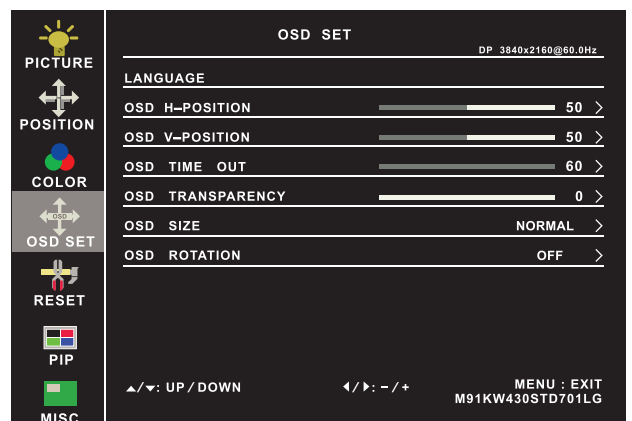 OSD SET
DP 3840x2160@60.0Hz
PICTURE
POSITION
COLOR
OSD
OSD SET
RESET
PIP
MISC
LANGUAGE
OSD H-POSITION 50 >
OSD V-POSITION 50 >
OSD TIME OUT 60 >
OSD TRANSPARENCY 0 >
OSD SIZE NORMAL >
OSD ROTATION OFF >
▲/▼: UP/DOWN ◀/▶: -/+ MENU : EXIT
M91KW430STD701LG